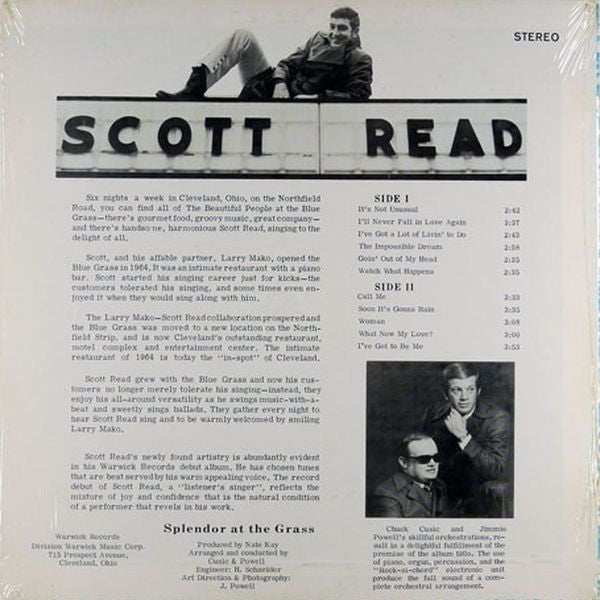 STEREO
SCOTT READ
Six nights a week in Cleveland, Ohio, on the Northfield
Road, you can find all of The Beautiful People at the Blue
Grass—there's gourmet food, groovy music, great company—
and there's handsome, harmonious Scott Read, singing to the
delight of all.
Scott, and his affable partner, Larry Mako, opened the
Blue Grass in 1964. It was an intimate restaurant with a piano
bar. Scott started his singing career just for kicks—the
customers tolerated his singing, and some times even en-
joyed it when they would sing along with him.
The Larry Mako—Scott Read collaboration prospered and
the Blue Grass was moved to a new location on the North-
field Strip, and is now Cleveland's outstanding restaurant,
motel complex and entertainment center. The intimate
restaurant of 1964 is today the "in-spot" of Cleveland.
Scott Read grew with the Blue Grass and now his cus-
tomers no longer merely tolerate his singing—instead, they
enjoy his all-around versatility as he swings music-with-a-
beat and sweetly sings ballads. They gather every night to
hear Scott Read sing and to be warmly welcomed by smiling
Larry Mako.
Scott Read's newly found artistry is abundantly evident
in his Warwick Records debut album. He has chosen tunes
that are best served by his warm appealing voice. The record
debut of Scott Read, a "listener's singer", reflects the
mixture of joy and confidence that is the natural condition
of a performer that revels in his work.
SIDE I
It's Not Unusual 2:42
I'll Never Fall in Love Again 2:37
I've Got a Lot of Livin' to Do 2:43
The Impossible Dream 2:58
Goin' Out of My Head 2:35
Watch What Happens 2:35
SIDE II
Call Me 3:33
Soon It's Gonna Rain 3:35
Woman 3:08
What Now My Love? 3:00
I've Got to Be Me 3:53
Splendor at the Grass
Warwick Records
Division Warwick Music Corp.
715 Prospect Avenue,
Cleveland, Ohio
Produced by Nate Kay
Arranged and conducted by
Cusic & Powell
Engineer: H. Schneider
Art Direction & Photography:
J. Powell
Chuck Cusic and Jimmie
Powell's skillful orchestrations, re-
sult in a delightful fulfillment of the
promise of the album title. The use
of piano, organ, percussion, and the
"Rock-si-chord" electronic unit
produce the full sound of a com-
plete orchestral arrangement.